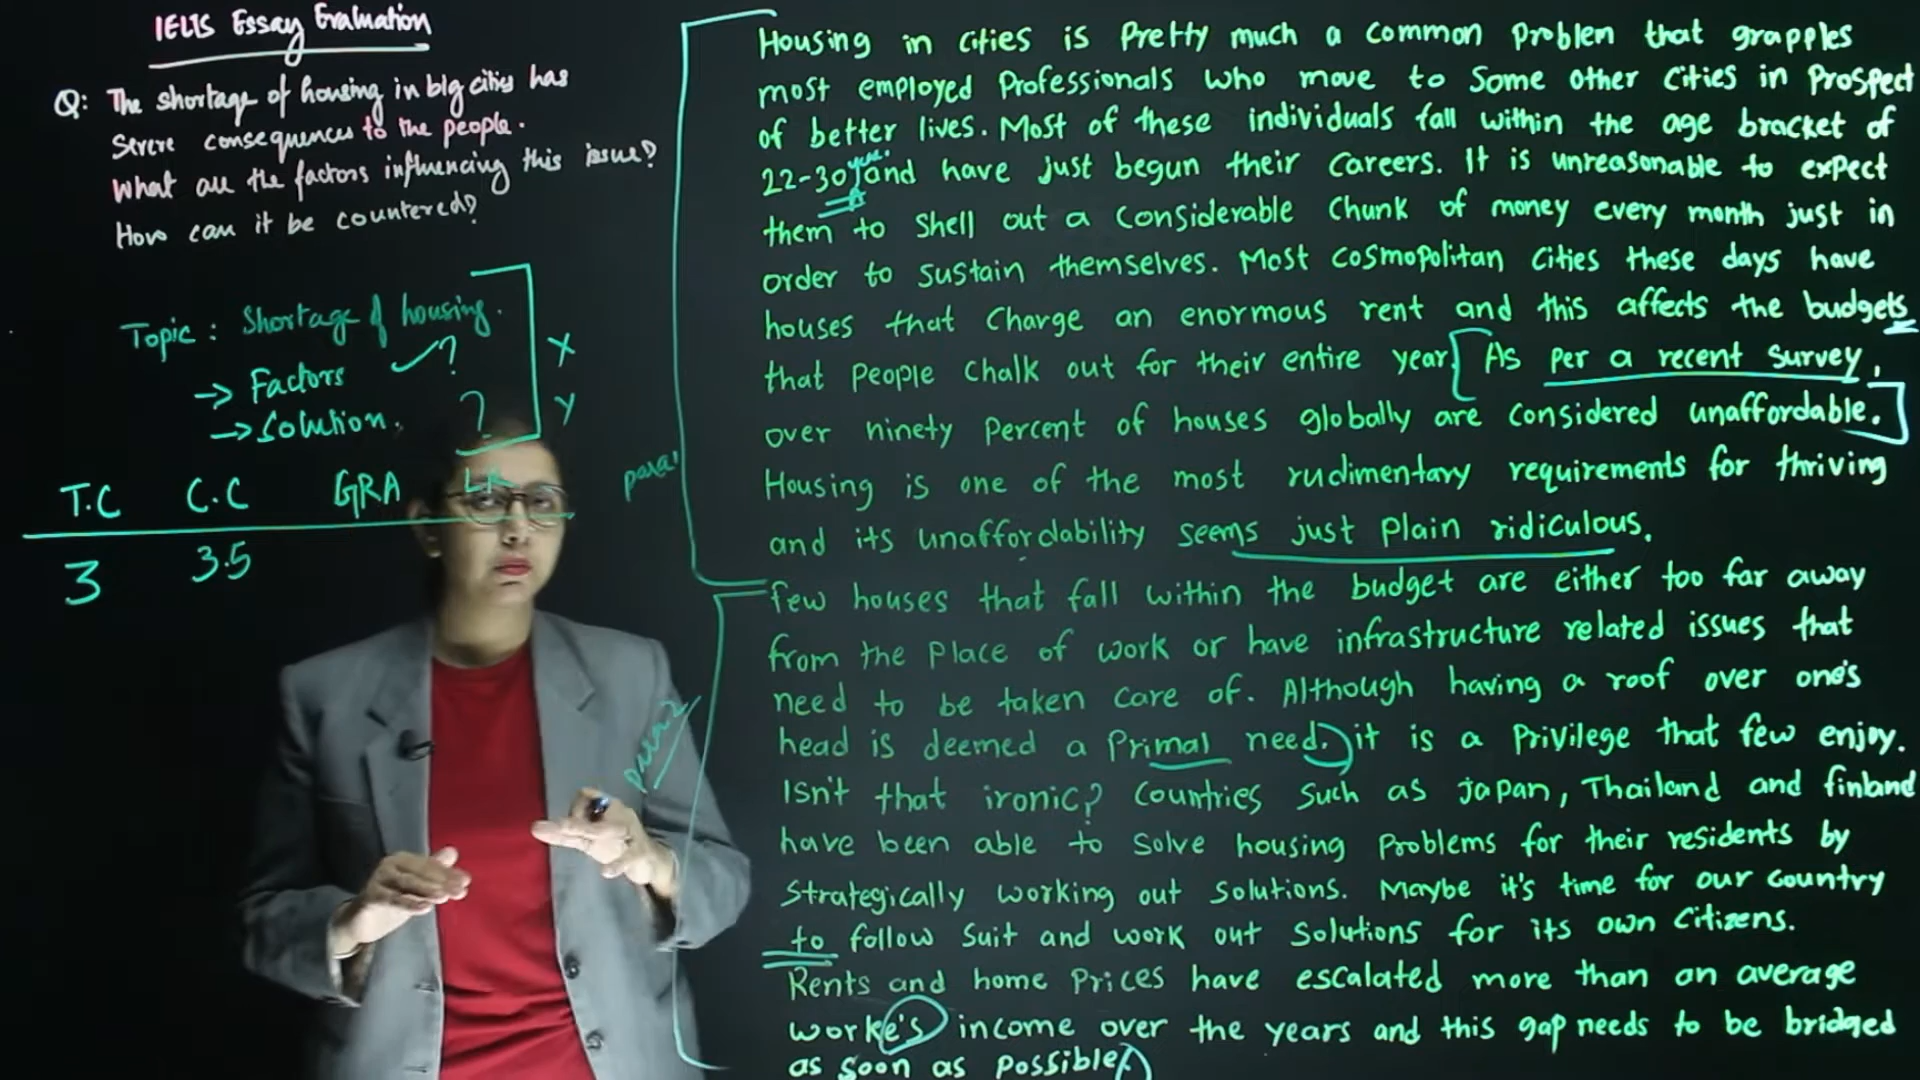 IELTS Essay Evaluation
Q: The shortage of housing in big cities has
severe consequences to the people.
What are the factors influencing this issue?
How can it be countered?
Topic: Shortage of housing.
→ Factors ✓?
→ Solution. ?
X
Y
T.C C.C GRA LR
3 3.5
para1
Housing in cities is Pretty much a common problem that grapples
most employed Professionals who move to some other cities in Prospect
of better lives. Most of these individuals fall within the age bracket of
22-30 and have just begun their careers. It is unreasonable to expect
them to shell out a considerable chunk of money every month just in
order to sustain themselves. Most cosmopolitan cities these days have
houses that charge an enormous rent and this affects the budgets
that people chalk out for their entire year. [As per a recent survey,
over ninety percent of houses globally are considered unaffordable.]
Housing is one of the most rudimentary requirements for thriving
and its unaffordability seems just plain ridiculous.
para2
few houses that fall within the budget are either too far away
from the place of work or have infrastructure related issues that
need to be taken care of. Although having a roof over one's
head is deemed a primal need. it is a privilege that few enjoy.
Isn't that ironic? Countries such as Japan, Thailand and finland
have been able to solve housing problems for their residents by
strategically working out solutions. Maybe it's time for our country
to follow suit and work out solutions for its own citizens.
Rents and home prices have escalated more than an average
worke's income over the years and this gap needs to be bridged
as soon as possible.